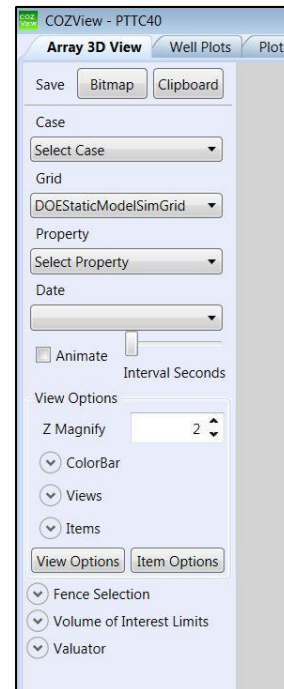 COZ
View
COZView - PTTC40
Array 3D View Well Plots Plot
Save Bitmap Clipboard
Case
Select Case
Grid
DOEStaticModelSimGrid
Property
Select Property
Date
Animate
Interval Seconds
View Options
Z Magnify 2
ColorBar
Views
Items
View Options Item Options
Fence Selection
Volume of Interest Limits
Valuator